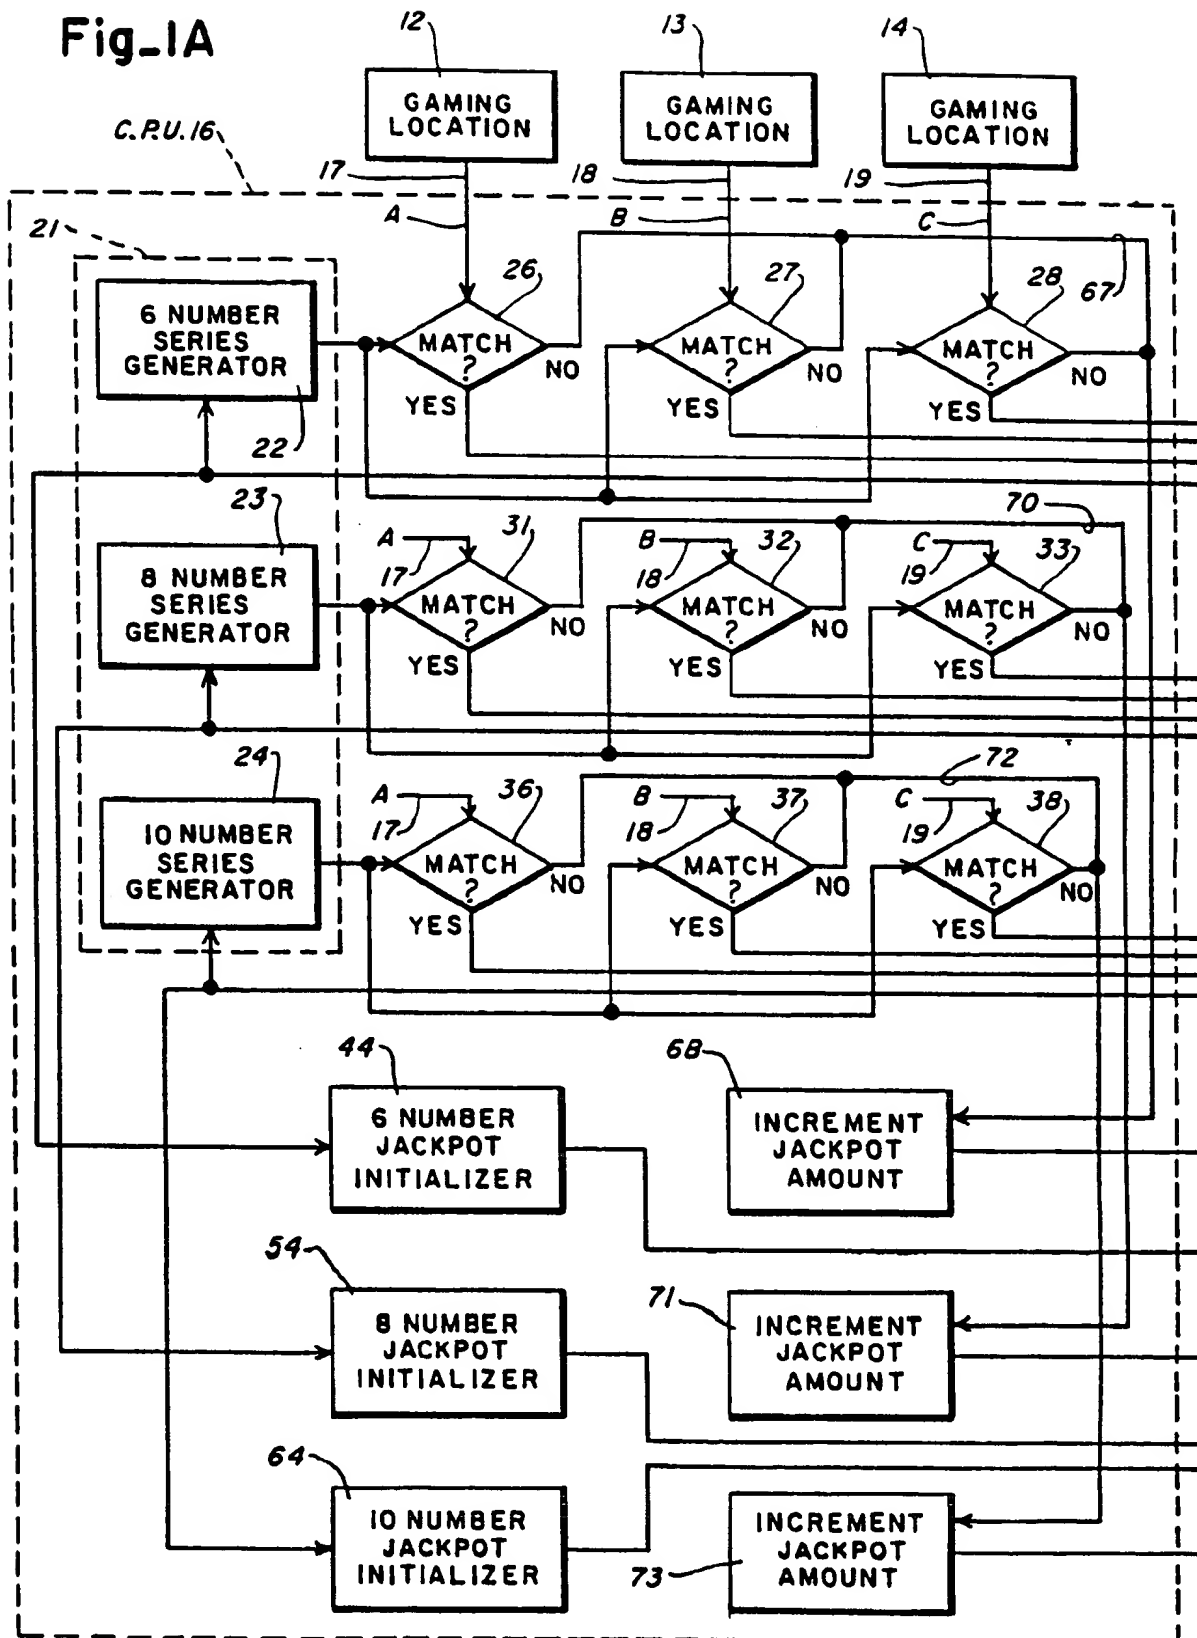 Fig_1A
12
13
14
GAMING
LOCATION
GAMING
LOCATION
GAMING
LOCATION
C.P.U. 16
17
18
19
A
B
C
21
26
27
28
67
6 NUMBER
SERIES
GENERATOR
22
MATCH
?
NO
YES
MATCH
?
NO
YES
MATCH
?
NO
YES
23
A
17
31
B
18
32
C
19
33
70
8 NUMBER
SERIES
GENERATOR
MATCH
?
NO
YES
MATCH
?
NO
YES
MATCH
?
NO
YES
24
A
17
36
B
18
37
72
C
19
38
10 NUMBER
SERIES
GENERATOR
MATCH
?
NO
YES
MATCH
?
NO
YES
MATCH
?
NO
YES
44
6 NUMBER
JACKPOT
INITIALIZER
68
INCREMENT
JACKPOT
AMOUNT
54
8 NUMBER
JACKPOT
INITIALIZER
71
INCREMENT
JACKPOT
AMOUNT
64
10 NUMBER
JACKPOT
INITIALIZER
73
INCREMENT
JACKPOT
AMOUNT